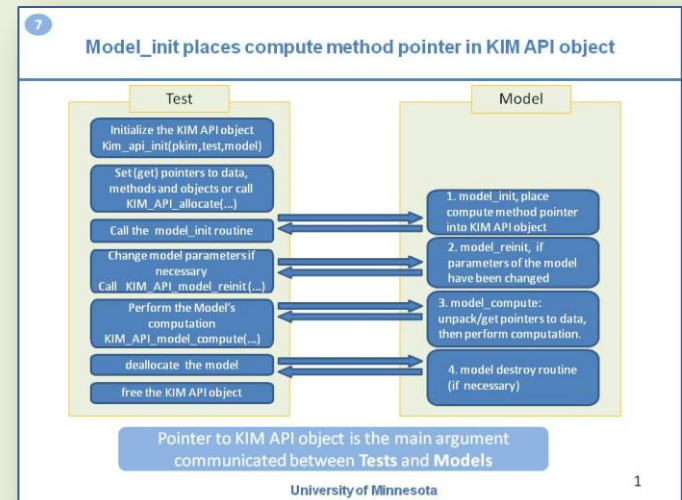 7
Model_init places compute method pointer in KIM API object
Test
Initialize the KIM API object
Kim_api_init(pkim,test,model)
Set (get) pointers to data,
methods and objects or call
KIM_API_allocate(...)
Call the model_init routine
Change model parameters if
necessary
Call KIM_API_model_reinit(...)
Perform the Model's
computation
KIM_API_model_compute(...)
deallocate the model
free the KIM API object
Model
1. model_init, place
compute method pointer
into KIM API object
2. model_reinit, if
parameters of the model
have been changed
3. model_compute:
unpack/get pointers to data,
then perform computation.
4. model destroy routine
(if necessary)
Pointer to KIM API object is the main argument
communicated between Tests and Models
University of Minnesota
1